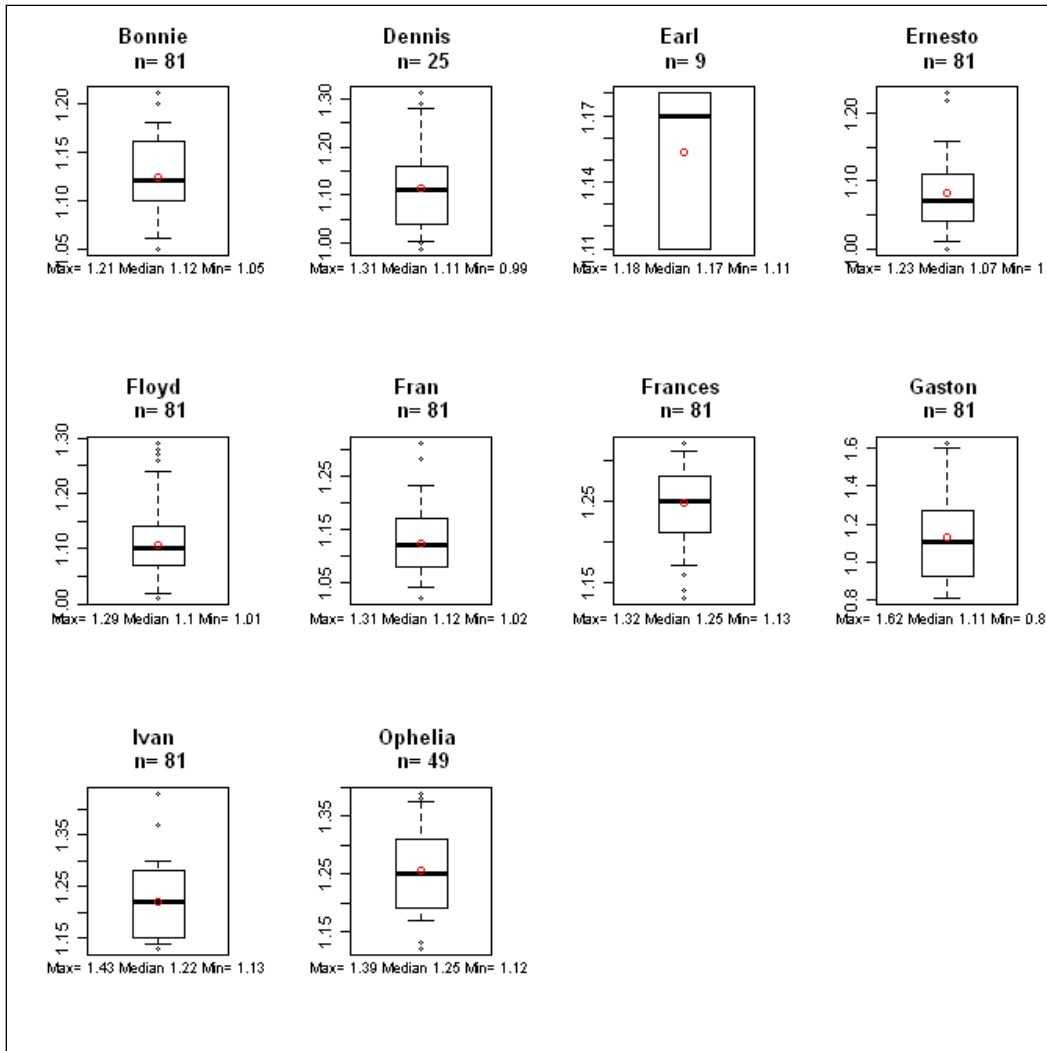 Bonnie
n= 81
1.05 1.10 1.15 1.20
Max= 1.21 Median 1.12 Min= 1.05
Dennis
n= 25
1.00 1.10 1.20 1.30
Max= 1.31 Median 1.11 Min= 0.99
Earl
n= 9
1.11 1.14 1.17
Max= 1.18 Median 1.17 Min= 1.11
Ernesto
n= 81
1.00 1.10 1.20
Max= 1.23 Median 1.07 Min= 1
Floyd
n= 81
1.00 1.10 1.20 1.30
Max= 1.29 Median 1.1 Min= 1.01
Fran
n= 81
1.05 1.15 1.25
Max= 1.31 Median 1.12 Min= 1.02
Frances
n= 81
1.15 1.25
Max= 1.32 Median 1.25 Min= 1.13
Gaston
n= 81
0.8 1.0 1.2 1.4 1.6
Max= 1.62 Median 1.11 Min= 0.8
Ivan
n= 81
1.15 1.25 1.35
Max= 1.43 Median 1.22 Min= 1.13
Ophelia
n= 49
1.15 1.25 1.35
Max= 1.39 Median 1.25 Min= 1.12